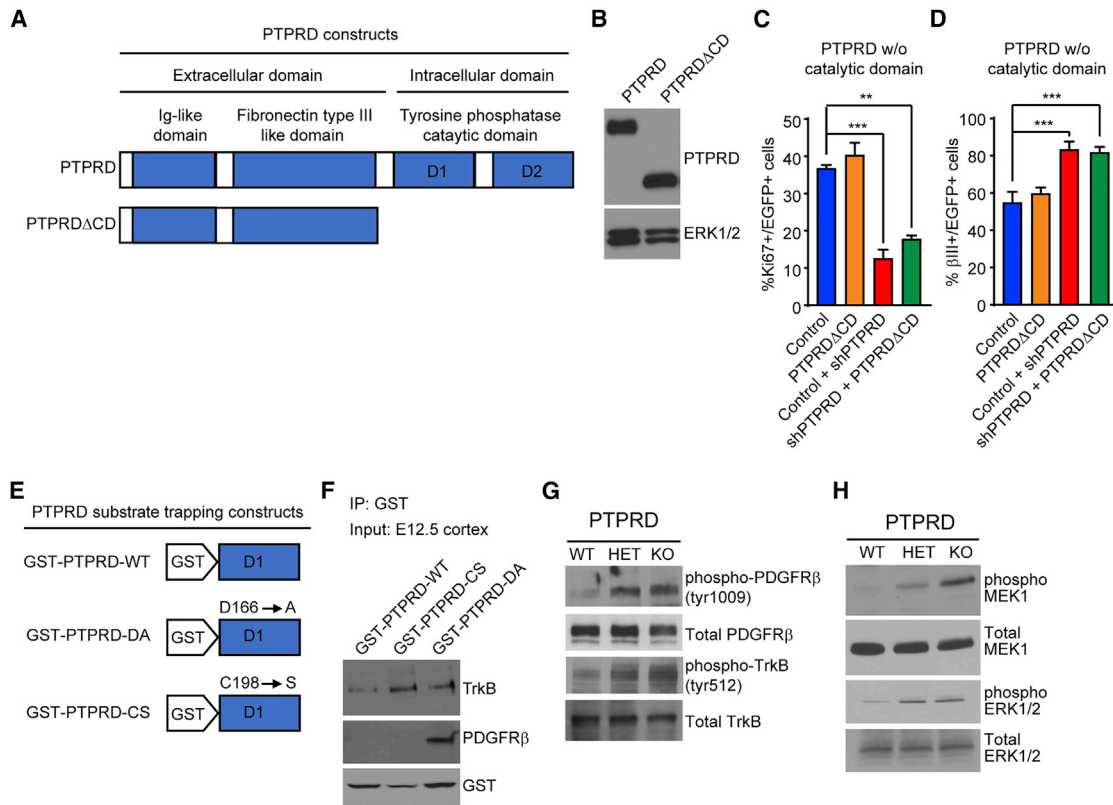 A
PTPRD constructs
Extracellular domain
Intracellular domain
Ig-like
domain
Fibronectin type III
like domain
Tyrosine phosphatase
cataytic domain
PTPRD
D1
D2
PTPRDΔCD
B
PTPRD
PTPRDΔCD
PTPRD
ERK1/2
C
PTPRD w/o
catalytic domain
**
***
%Ki67+/EGFP+ cells
50
40
30
20
10
0
Control
PTPRDΔCD
Control + shPTPRD
shPTPRD + PTPRDΔCD
D
PTPRD w/o
catalytic domain
***
***
% βIII+/EGFP+ cells
100
80
60
40
20
0
Control
PTPRDΔCD
Control + shPTPRD
shPTPRD + PTPRDΔCD
E
PTPRD substrate trapping constructs
GST-PTPRD-WT
GST
D1
D166→A
GST-PTPRD-DA
GST
D1
C198→S
GST-PTPRD-CS
GST
D1
F
IP: GST
Input: E12.5 cortex
GST-PTPRD-WT
GST-PTPRD-CS
GST-PTPRD-DA
TrkB
PDGFRβ
GST
G
PTPRD
WT HET KO
phospho-PDGFRβ
(tyr1009)
Total PDGFRβ
phospho-TrkB
(tyr512)
Total TrkB
H
PTPRD
WT HET KO
phospho
MEK1
Total
MEK1
phospho
ERK1/2
Total
ERK1/2